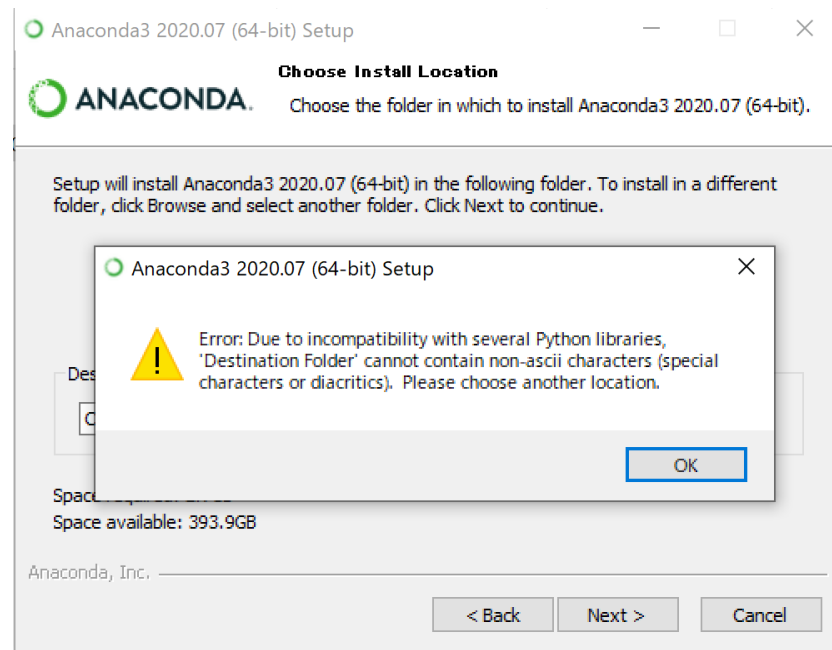 Anaconda3 2020.07 (64-bit) Setup
Choose Install Location
ANACONDA.
Choose the folder in which to install Anaconda3 2020.07 (64-bit).
Setup will install Anaconda3 2020.07 (64-bit) in the following folder. To install in a different
folder, click Browse and select another folder. Click Next to continue.
Anaconda3 2020.07 (64-bit) Setup
Error: Due to incompatibility with several Python libraries,
'Destination Folder' cannot contain non-ascii characters (special
characters or diacritics). Please choose another location.
OK
Des
C
Space
Space available: 393.9GB
Anaconda, Inc.
< Back
Next >
Cancel